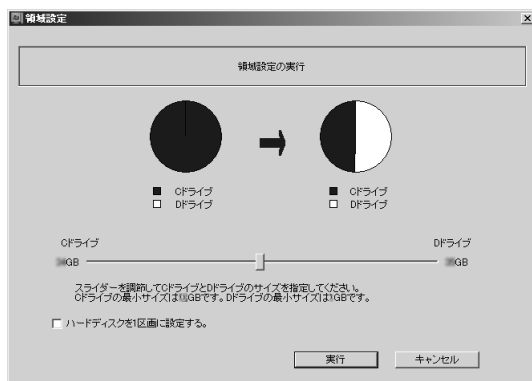 領域設定
領域設定の実行
Cドライブ
Dドライブ
Cドライブ
Dドライブ
Cドライブ
Dドライブ
GB
GB
スライダーを調節してCドライブとDドライブのサイズを指定してください。
Cドライブの最小サイズは GBです。Dドライブの最小サイズは1GBです。
ハードディスクを1区画に設定する。
実行
キャンセル